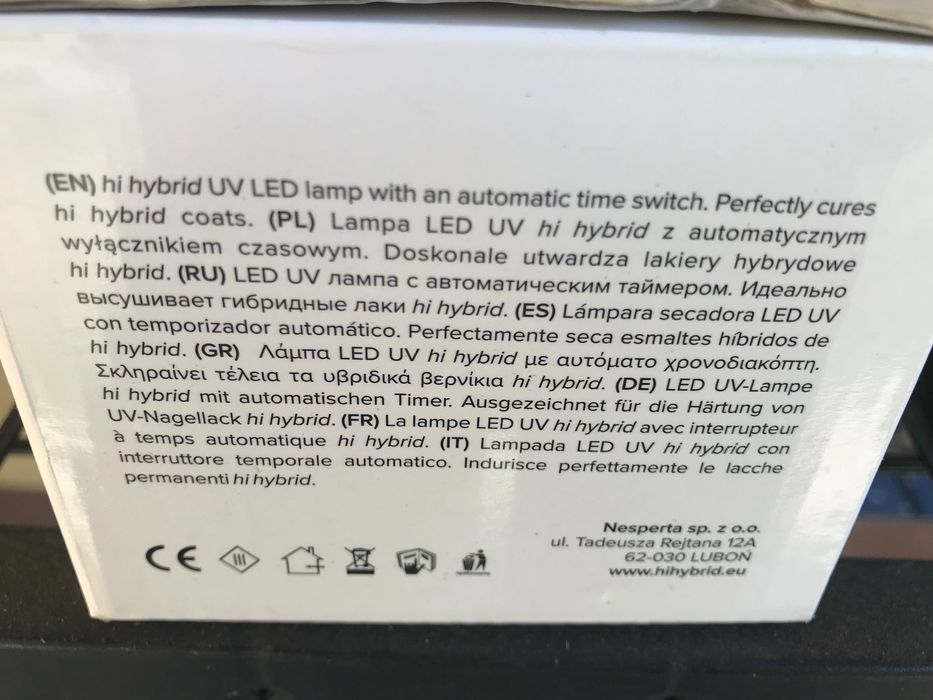 (EN) hi hybrid UV LED lamp with an automatic time switch. Perfectly cures
hi hybrid coats. (PL) Lampa LED UV hi hybrid z automatycznym
wyłącznikiem czasowym. Doskonale utwardza lakiery hybrydowe
hi hybrid. (RU) LED UV лампа с автоматическим таймером. Идеально
высушивает гибридные лаки hi hybrid. (ES) Lámpara secadora LED UV
con temporizador automático. Perfectamente seca esmaltes híbridos de
hi hybrid. (GR) Λάμπα LED UV hi hybrid με αυτόματο χρονοδιακόπτη.
Σκληραίνει τέλεια τα υβριδικά βερνίκια hi hybrid. (DE) LED UV-Lampe
hi hybrid mit automatischen Timer. Ausgezeichnet für die Härtung von
UV-Nagellack hi hybrid. (FR) La lampe LED UV hi hybrid avec interrupteur
à temps automatique hi hybrid. (IT) Lampada LED UV hi hybrid con
interruttore temporale automatico. Indurisce perfettamente le lacche
permanenti hi hybrid.
Nesperta sp. z o.o.
ul. Tadeusza Rejtana 12A
62-030 LUBOŃ
www.hihybrid.eu
CE